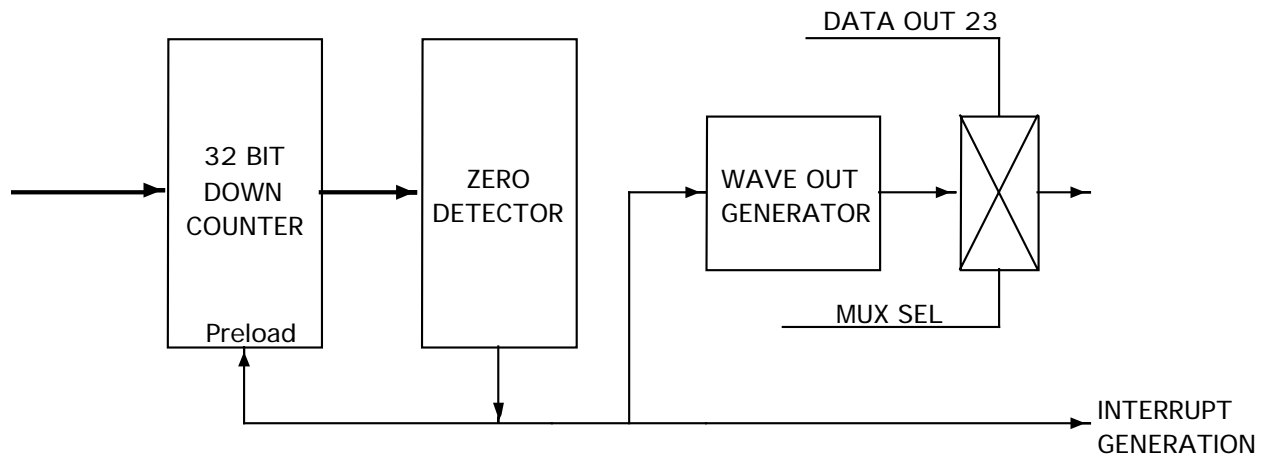 DATA OUT 23
32 BIT
DOWN
COUNTER
Preload
ZERO
DETECTOR
WAVE OUT
GENERATOR
MUX SEL
INTERRUPT
GENERATION